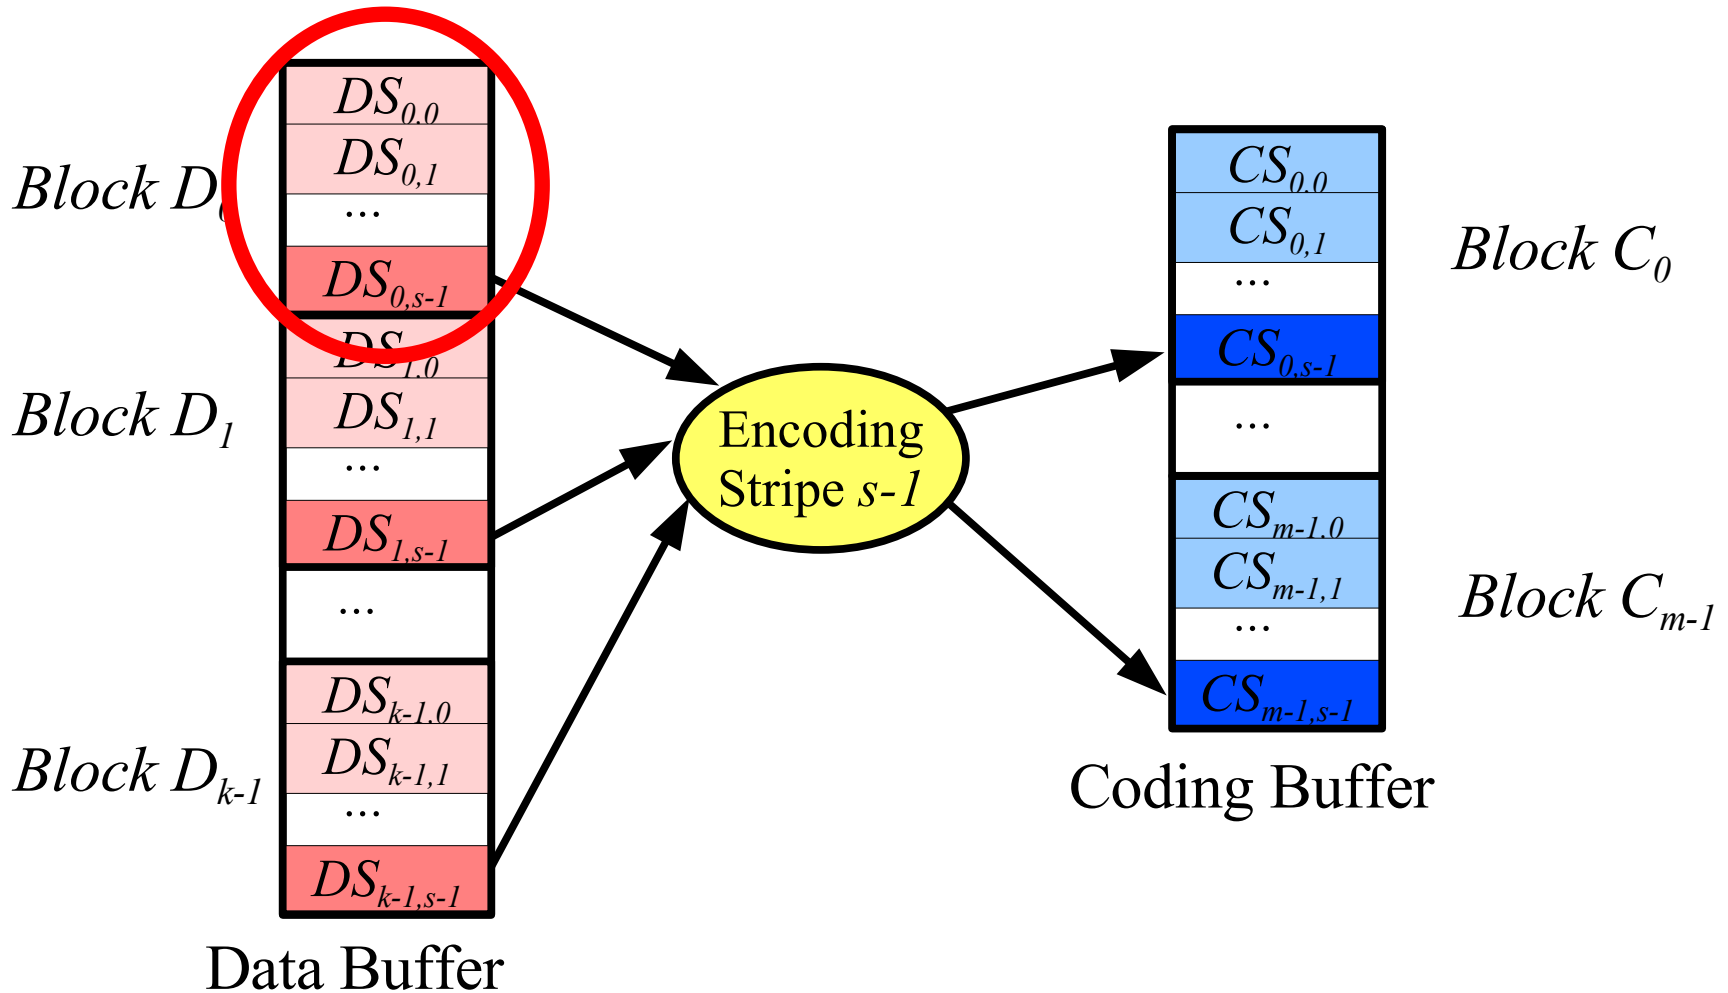 DS0,0
Block D0
DS0,1
...
DS0,s-1
DS1,0
Block D1
DS1,1
...
DS1,s-1
...
DSk-1,0
Block Dk-1
DSk-1,1
...
DSk-1,s-1
Data Buffer
Encoding
Stripe s-1
CS0,0
CS0,1
Block C0
...
CS0,s-1
...
CSm-1,0
CSm-1,1
Block Cm-1
...
CSm-1,s-1
Coding Buffer